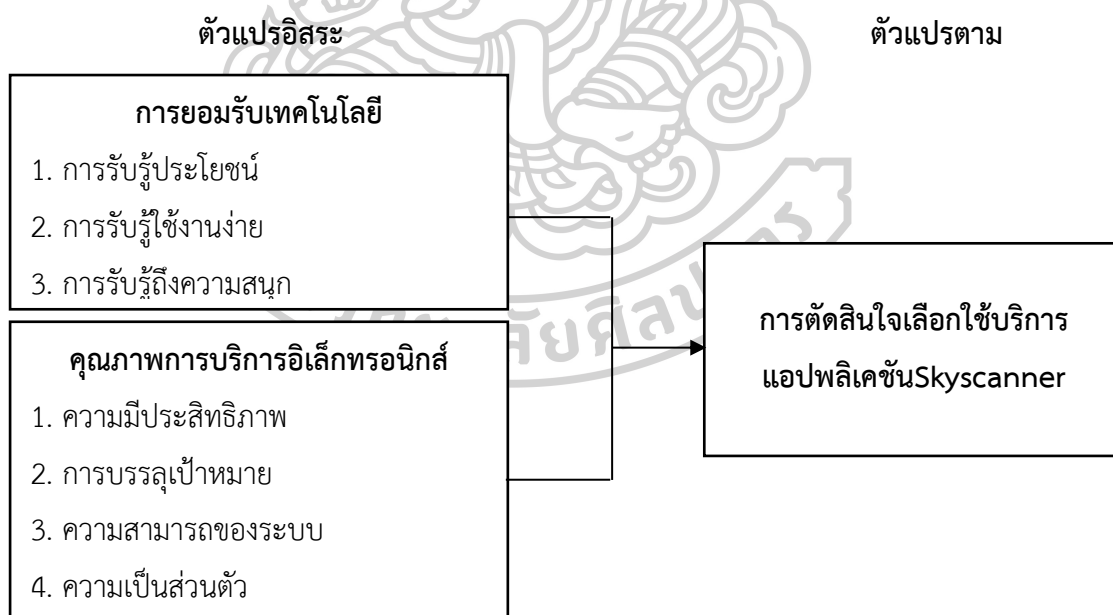 ตัวแปรอิสระ
ตัวแปรตาม
การยอมรับเทคโนโลยี
1. การรับรู้ประโยชน์
2. การรับรู้ใช้งานง่าย
3. การรับรู้ถึงความสนุก
คุณภาพการบริการอิเล็กทรอนิกส์
1. ความมีประสิทธิภาพ
2. การบรรลุเป้าหมาย
3. ความสามารถของระบบ
4. ความเป็นส่วนตัว
การตัดสินใจเลือกใช้บริการ
แอปพลิเคชันSkyscanner